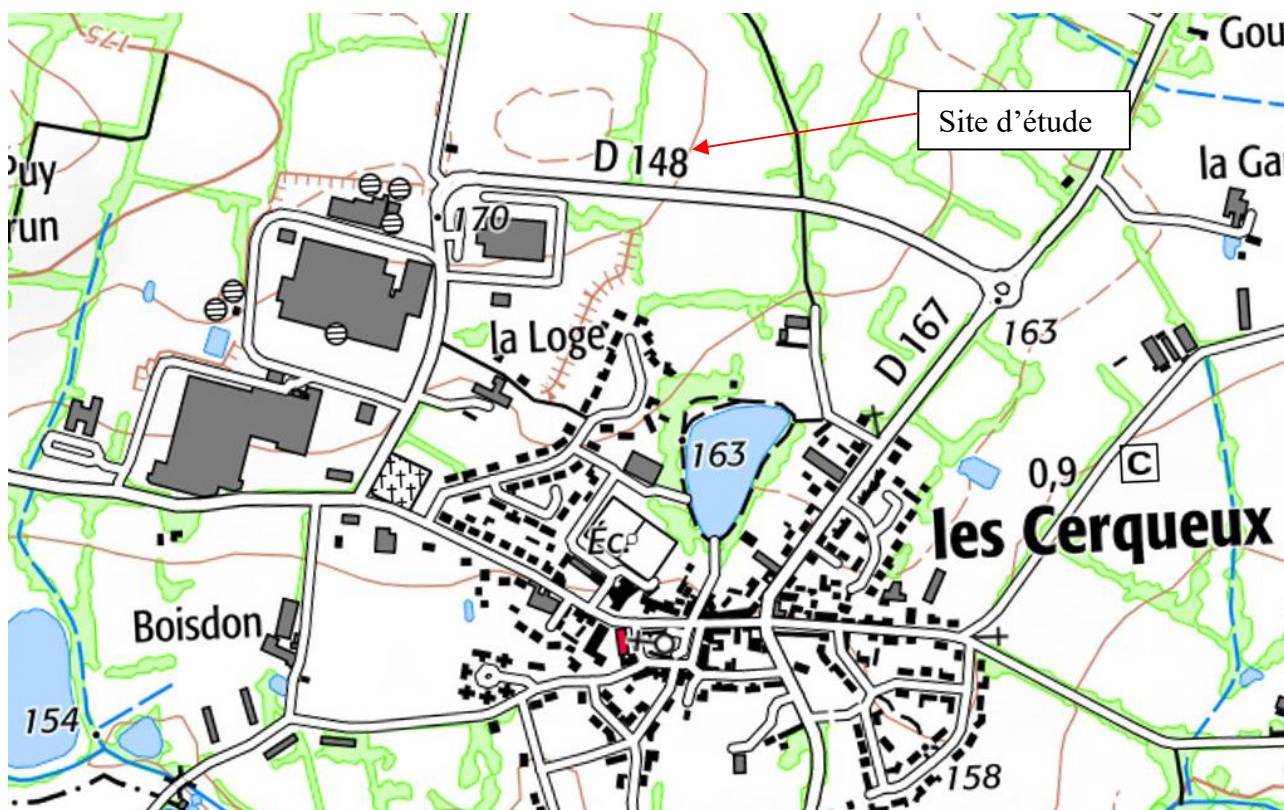 175
Gou
Site d'étude
D 148
Puy
run
la Ga
170
D 167
163
la Loge
163
0,9
C
Éc.
les Cerqueux
Boisdon
154
158